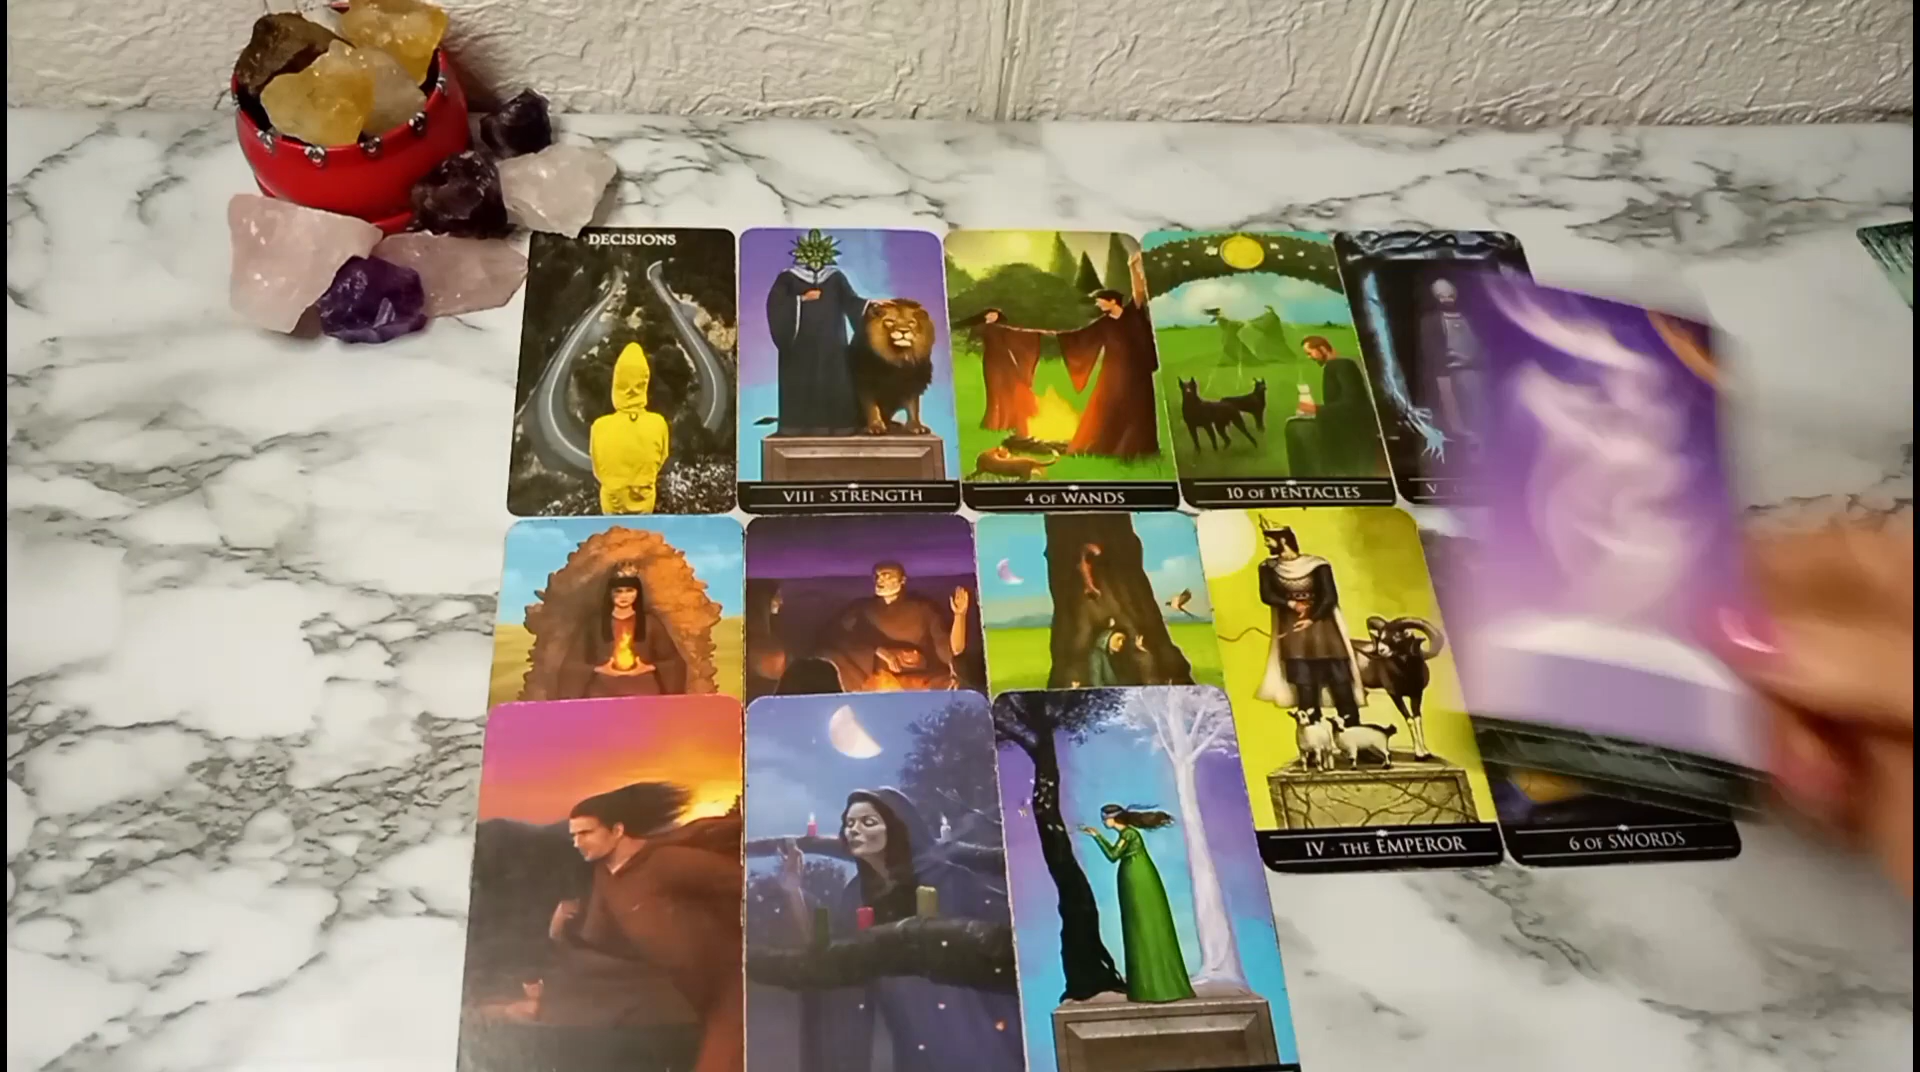 DECISIONS
VIII · STRENGTH
4 OF WANDS
10 OF PENTACLES
V
IV · THE EMPEROR
6 OF SWORDS